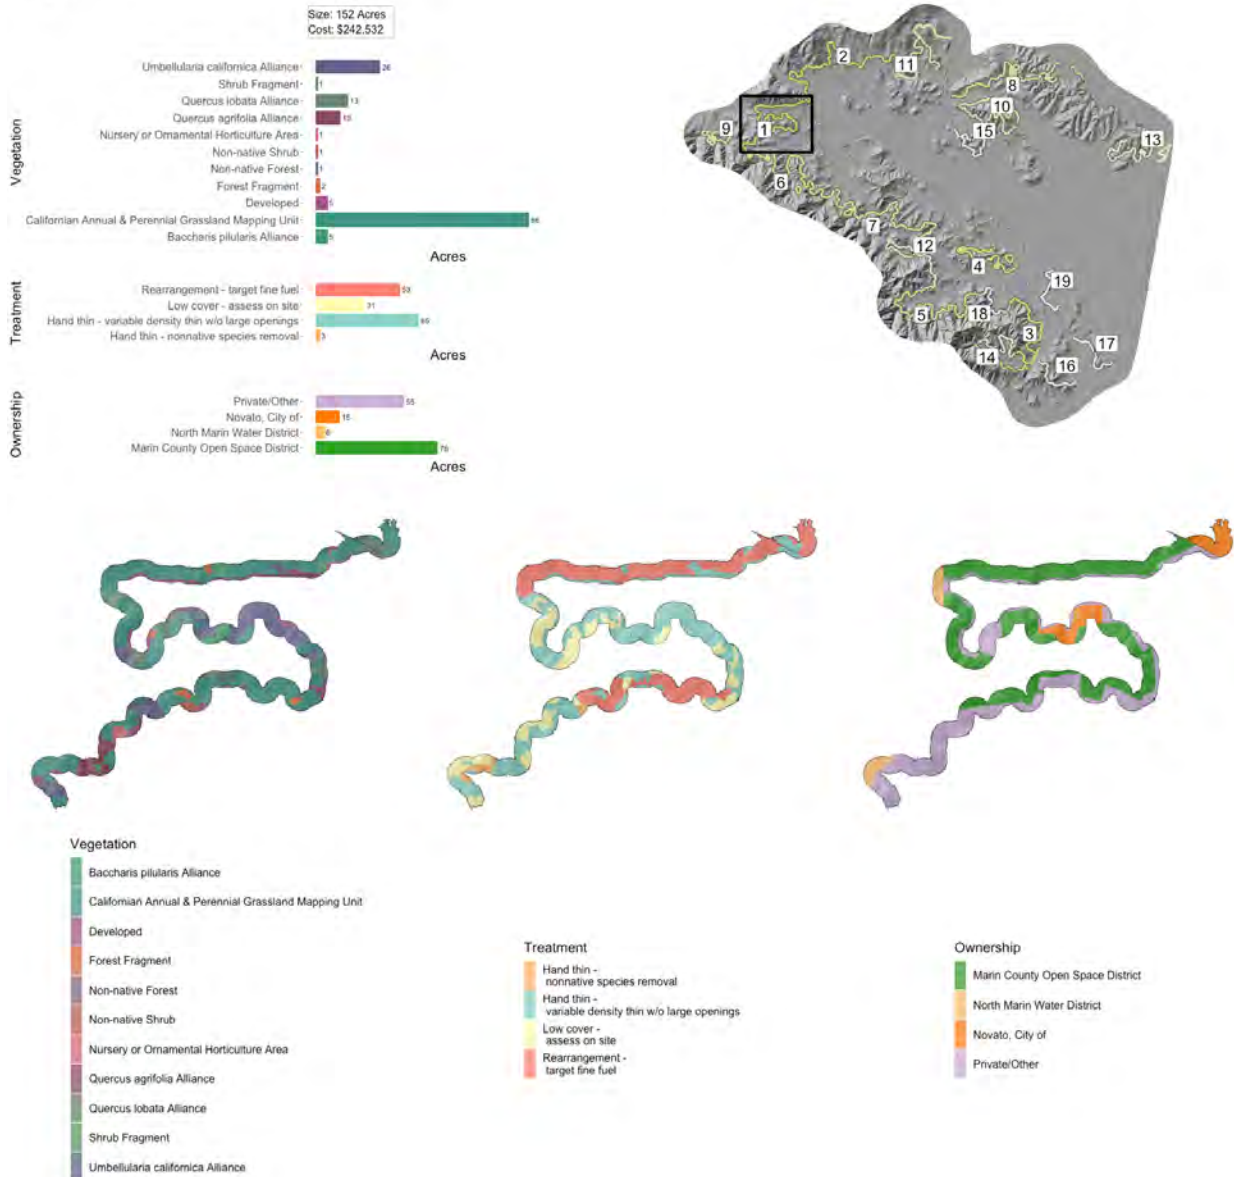 Size: 152 Acres
Cost: $242.532
Vegetation
Umbellularia californica Alliance 26
Shrub Fragment 1
Quercus lobata Alliance 13
Quercus agrifolia Alliance 10
Nursery or Ornamental Horticulture Area 1
Non-native Shrub 1
Non-native Forest 1
Forest Fragment 2
Developed 5
Californian Annual & Perennial Grassland Mapping Unit 86
Baccharis pilularis Alliance 5
Acres
Treatment
Rearrangement - target fine fuel 53
Low cover - assess on site 31
Hand thin - variable density thin w/o large openings 65
Hand thin - nonnative species removal 3
Acres
Ownership
Private/Other 55
Novato, City of 15
North Marin Water District 6
Marin County Open Space District 76
Acres
2
11
8
10
9
1
15
13
6
7
12
4
19
5
18
3
14
17
16
Vegetation
Baccharis pilularis Alliance
Californian Annual & Perennial Grassland Mapping Unit
Developed
Forest Fragment
Non-native Forest
Non-native Shrub
Nursery or Ornamental Horticulture Area
Quercus agrifolia Alliance
Quercus lobata Alliance
Shrub Fragment
Umbellularia californica Alliance
Treatment
Hand thin -
nonnative species removal
Hand thin -
variable density thin w/o large openings
Low cover -
assess on site
Rearrangement -
target fine fuel
Ownership
Marin County Open Space District
North Marin Water District
Novato, City of
Private/Other